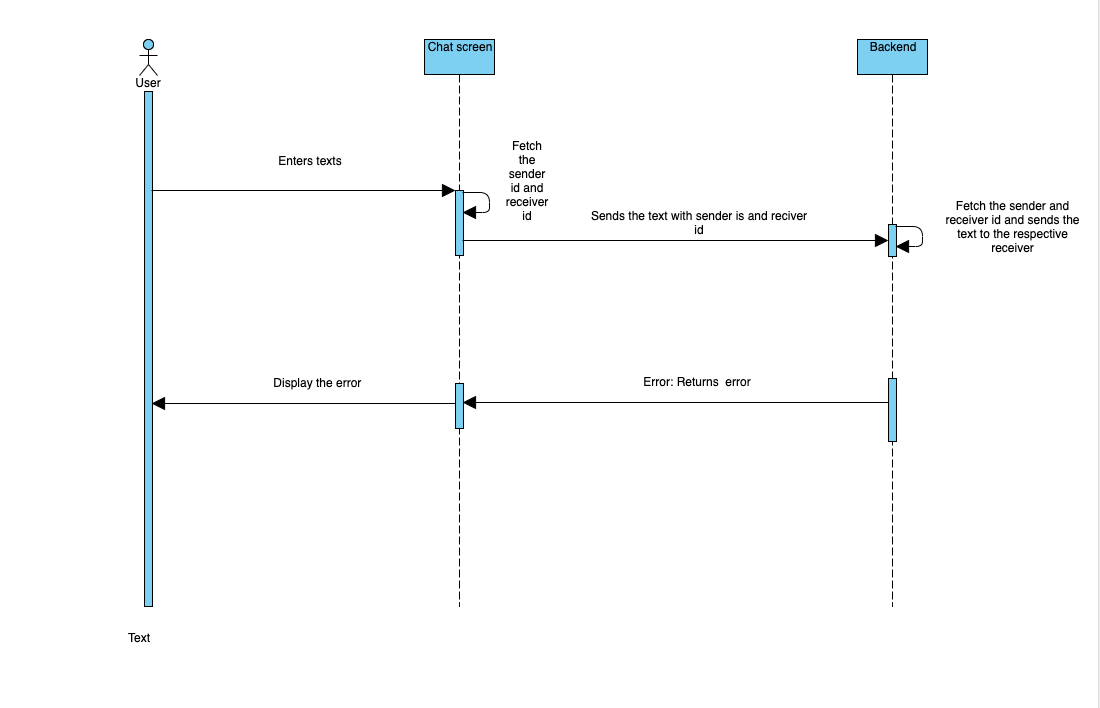 Chat screen
Backend
User
Enters texts
Fetch
the
sender
id and
receiver
id
Sends the text with sender is and reciver
id
Fetch the sender and
receiver id and sends the
text to the respective
receiver
Display the error
Error: Returns  error
Text